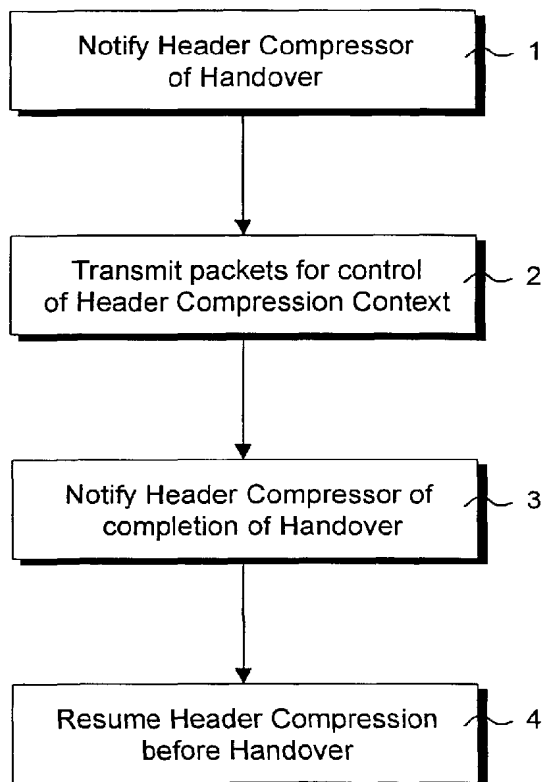 Notify Header Compressor
of Handover
1
Transmit packets for control
of Header Compression Context
2
Notify Header Compressor of
completion of Handover
3
Resume Header Compression
before Handover
4